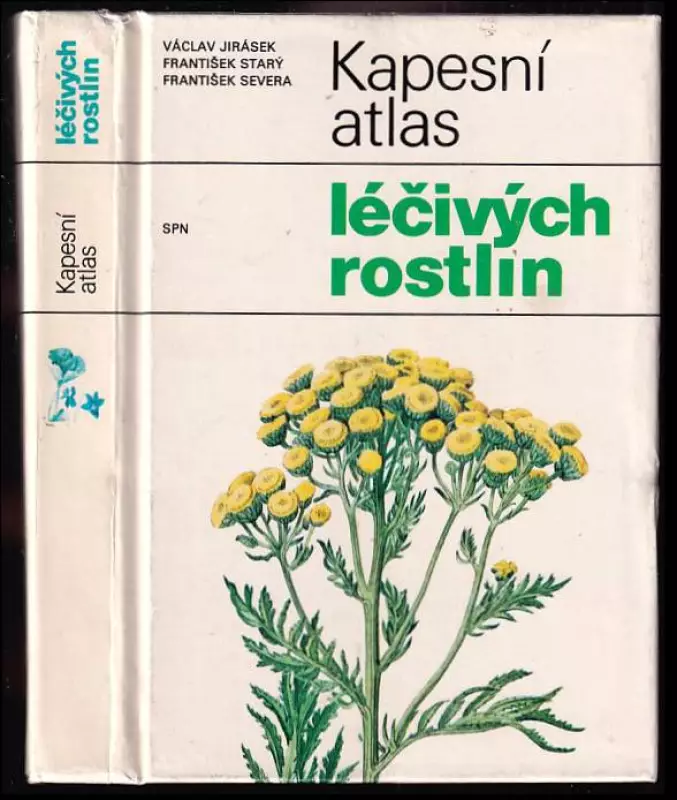 léčivých
rostlin
Kapesní
atlas
VÁCLAV JIRÁSEK
FRANTIŠEK STARÝ
FRANTIŠEK SEVERA
Kapesní
atlas
SPN
léčivých
rostlin